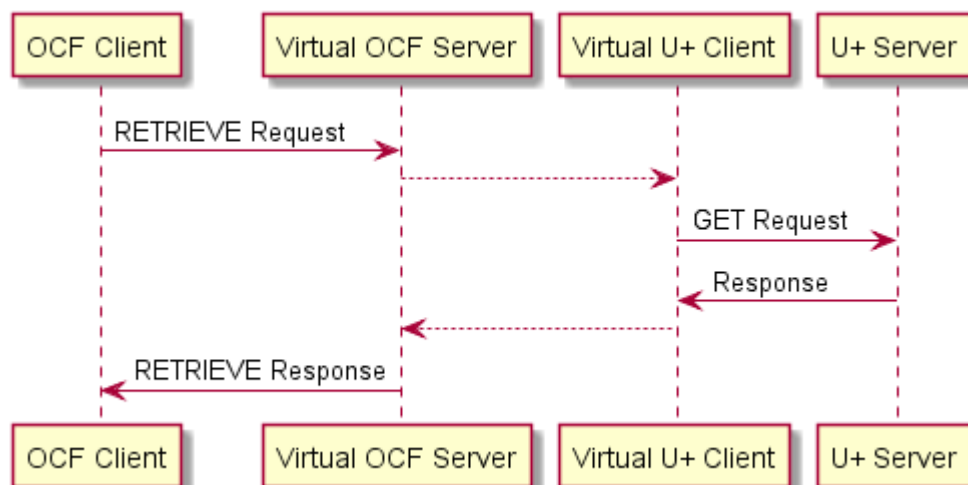 OCF Client
Virtual OCF Server
Virtual U+ Client
U+ Server
RETRIEVE Request
GET Request
Response
RETRIEVE Response
OCF Client
Virtual OCF Server
Virtual U+ Client
U+ Server